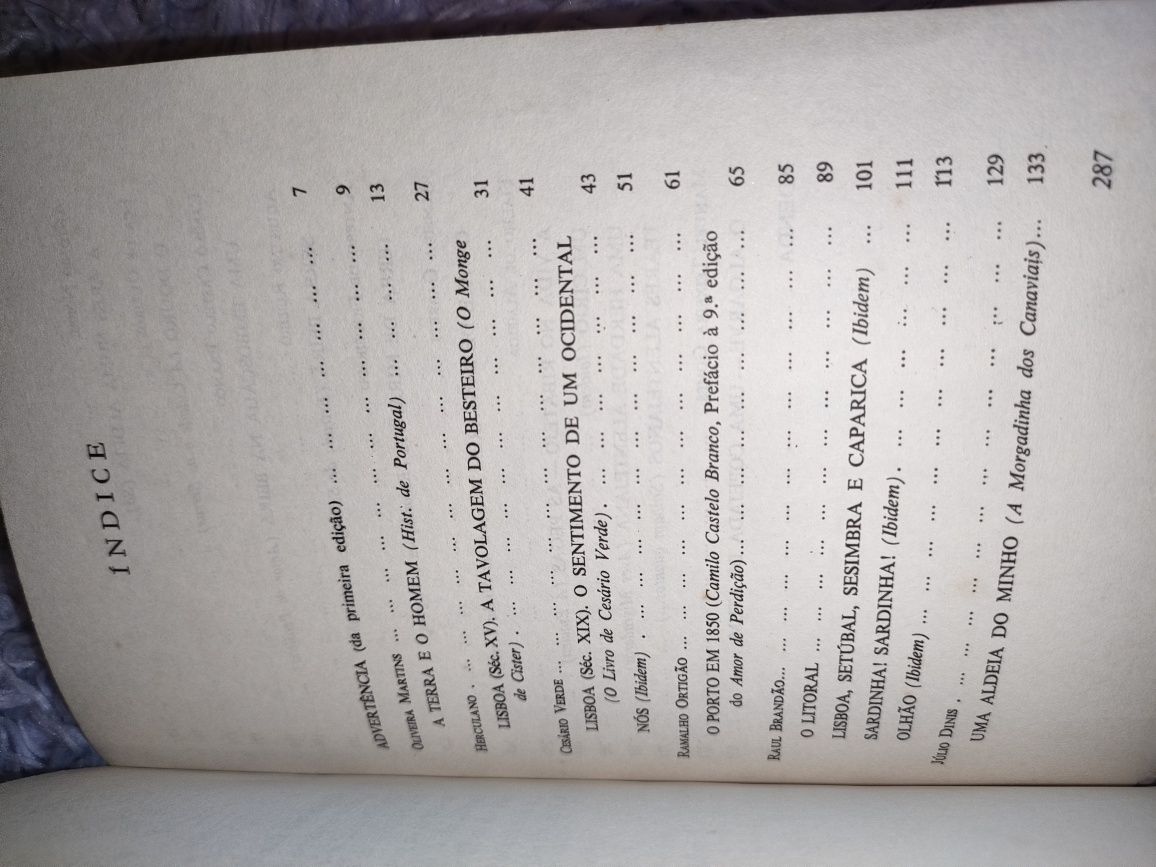 ÍNDICE
ADVERTÊNCIA (da primeira edição) ... ... ... ... ... ... ... 7
OLIVEIRA MARTINS ... ... ... ... ... ... ... ... ... ... ... 9
A TERRA E O HOMEM (Hist. de Portugal) ... ... ... ... ... 13
HERCULANO . ... ... ... ... ... ... ... ... ... ... ... ... ... 27
LISBOA (Séc. XV). A TAVOLAGEM DO BESTEIRO (O Monge
de Cister) . ... ... ... ... ... ... ... ... ... ... ... ... 31
CESÁRIO VERDE ... ... ... ... ... ... ... ... ... ... ... ... 41
LISBOA (Séc. XIX). O SENTIMENTO DE UM OCIDENTAL
(O Livro de Cesário Verde) . ... ... ... ... ... ... ... ... 43
NÓS (Ibidem) . ... ... ... ... ... ... ... ... ... ... ... ... 51
RAMALHO ORTIGÃO ... ... ... ... ... ... ... ... ... ... ... ... 61
O PORTO EM 1850 (Camilo Castelo Branco, Prefácio à 9.ª edição
do Amor de Perdição) ... ... ... ... ... ... ... ... ... ... 65
RAUL BRANDÃO... ... ... ... ... ... ... ... ... ... ... ... ... 85
O LITORAL ... ... ... ... ... ... ... ... ... ... ... ... ... 89
LISBOA, SETÚBAL, SESIMBRA E CAPARICA (Ibidem) ... 101
SARDINHA! SARDINHA! (Ibidem) . ... ... ... ... ... ... ... 111
OLHÃO (Ibidem) ... ... ... ... ... ... ... ... ... ... ... ... 113
JÚLIO DINIS . ... ... ... ... ... ... ... ... ... ... ... ... ... 129
UMA ALDEIA DO MINHO (A Morgadinha dos Canaviais)... 133
287